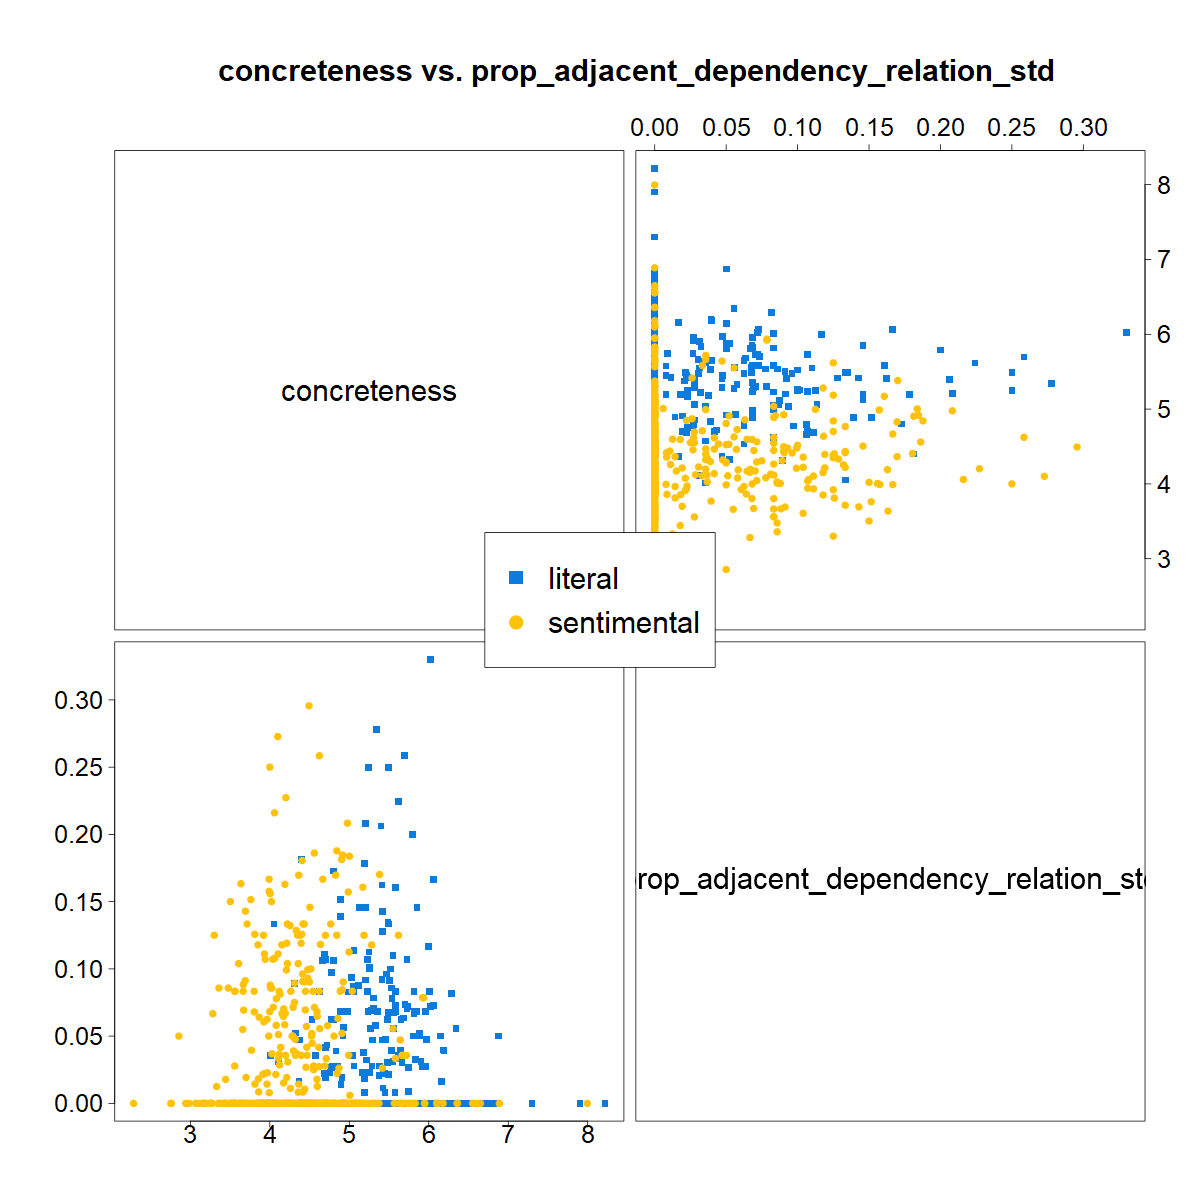 concreteness vs. prop_adjacent_dependency_relation_std
0.00 0.05 0.10 0.15 0.20 0.25 0.30
concreteness
8
7
6
5
4
3
literal
sentimental
0.30
0.25
0.20
0.15
0.10
0.05
0.00
rop_adjacent_dependency_relation_st
3 4 5 6 7 8